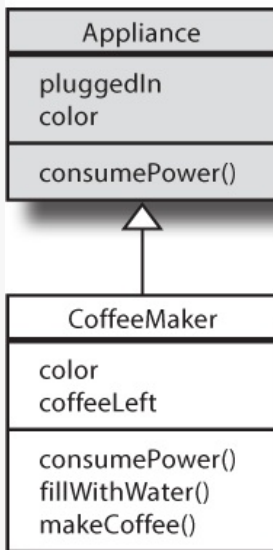 Appliance
pluggedIn
color
consumePower()
CoffeeMaker
color
coffeeLeft
consumePower()
fillWithWater()
makeCoffee()